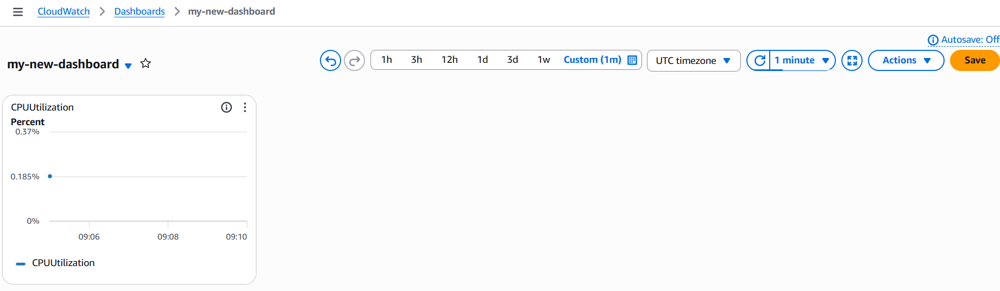 CloudWatch > Dashboards > my-new-dashboard
Autosave: Off
my-new-dashboard
1h 3h 12h 1d 3d 1w Custom (1m)
UTC timezone
1 minute
Actions
Save
CPUUtilization
Percent
0.37%
0.185%
0%
09:06 09:08 09:10
CPUUtilization